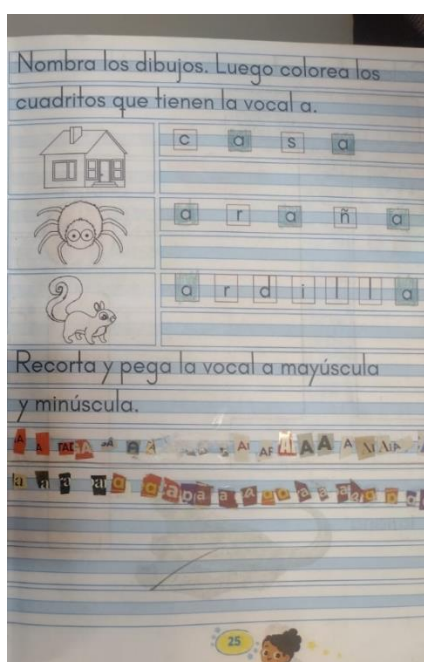 Nombra los dibujos. Luego colorea los
cuadritos que tienen la vocal a.
c a s a
a r a ñ a
a r d i l l a
Recorta y pega la vocal a mayúscula
y minúscula.
25